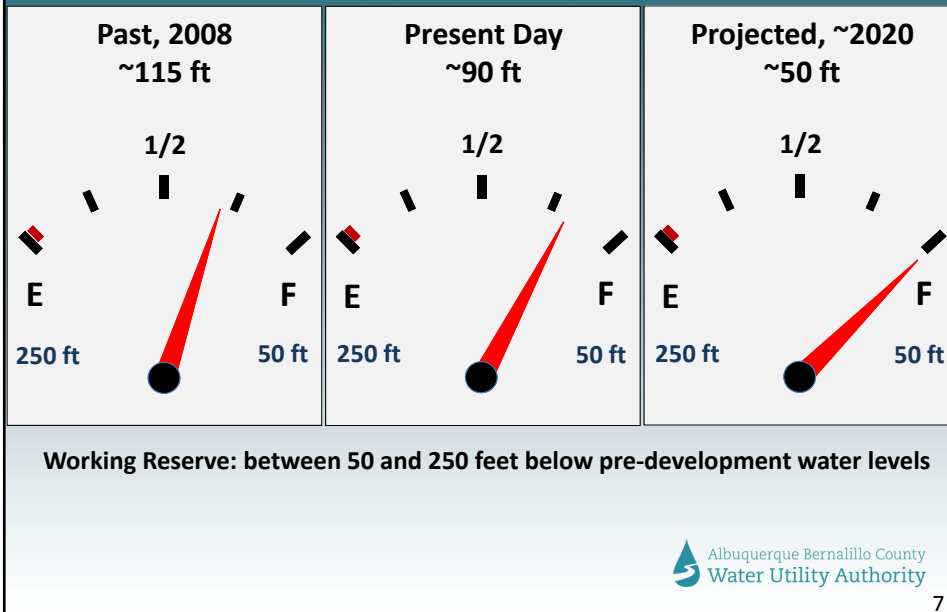 Past, 2008
~115 ft
1/2
E
F
250 ft
50 ft
Present Day
~90 ft
1/2
E
F
250 ft
50 ft
Projected, ~2020
~50 ft
1/2
E
F
250 ft
50 ft
Working Reserve: between 50 and 250 feet below pre-development water levels
Albuquerque Bernalillo County
Water Utility Authority
7